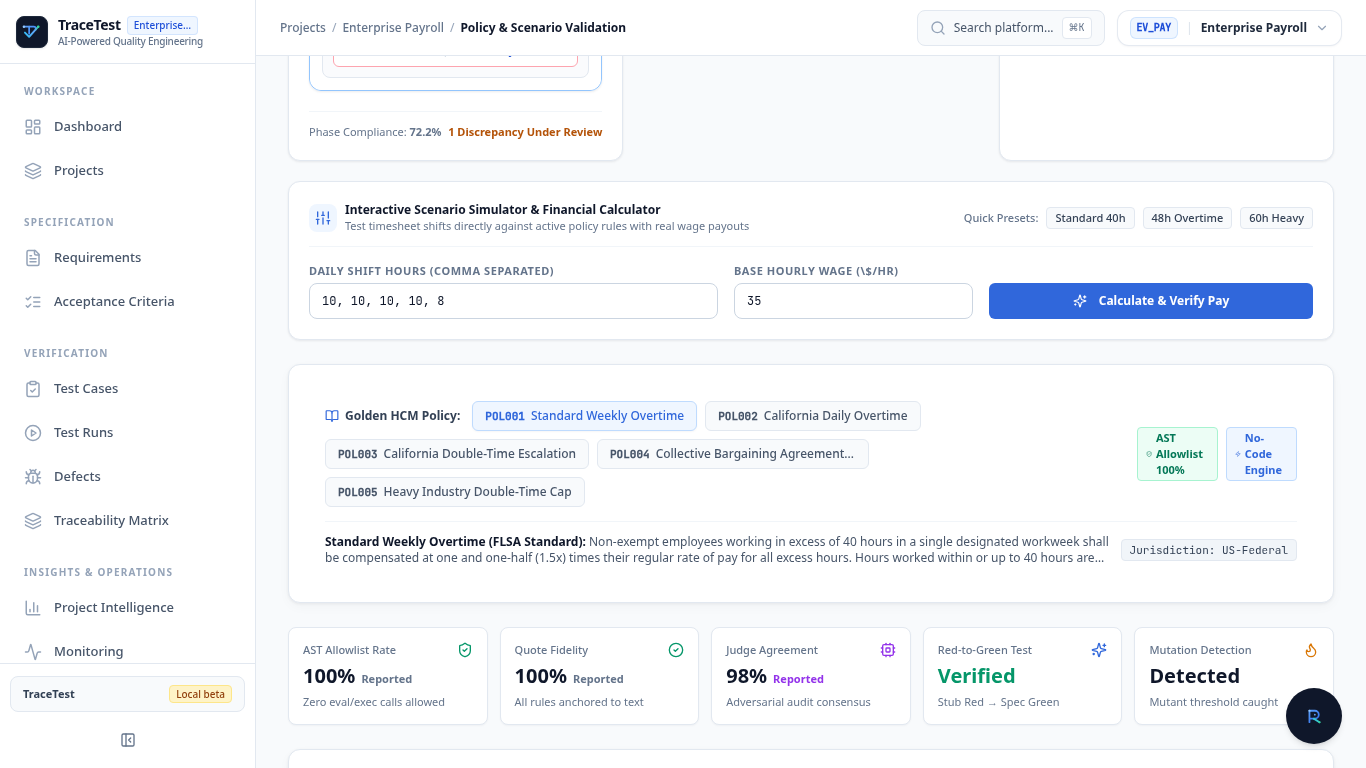 TraceTest Enterprise...
AI-Powered Quality Engineering
Projects / Enterprise Payroll / Policy & Scenario Validation
Search platform... ⌘K
EV_PAY Enterprise Payroll
WORKSPACE
Dashboard
Projects
SPECIFICATION
Requirements
Acceptance Criteria
VERIFICATION
Test Cases
Test Runs
Defects
Traceability Matrix
INSIGHTS & OPERATIONS
Project Intelligence
Monitoring
TraceTest Local beta
Phase Compliance: 72.2% 1 Discrepancy Under Review
Interactive Scenario Simulator & Financial Calculator
Test timesheet shifts directly against active policy rules with real wage payouts
Quick Presets: Standard 40h 48h Overtime 60h Heavy
DAILY SHIFT HOURS (COMMA SEPARATED)
10, 10, 10, 10, 8
BASE HOURLY WAGE (\$/HR)
35
Calculate & Verify Pay
Golden HCM Policy: POL001 Standard Weekly Overtime POL002 California Daily Overtime
POL003 California Double-Time Escalation POL004 Collective Bargaining Agreement...
POL005 Heavy Industry Double-Time Cap
AST
Allowlist
100%
No-
Code
Engine
Standard Weekly Overtime (FLSA Standard): Non-exempt employees working in excess of 40 hours in a single designated workweek shall
be compensated at one and one-half (1.5x) times their regular rate of pay for all excess hours. Hours worked within or up to 40 hours are...
Jurisdiction: US-Federal
AST Allowlist Rate
100% Reported
Zero eval/exec calls allowed
Quote Fidelity
100% Reported
All rules anchored to text
Judge Agreement
98% Reported
Adversarial audit consensus
Red-to-Green Test
Verified
Stub Red → Spec Green
Mutation Detection
Detected
Mutant threshold caught